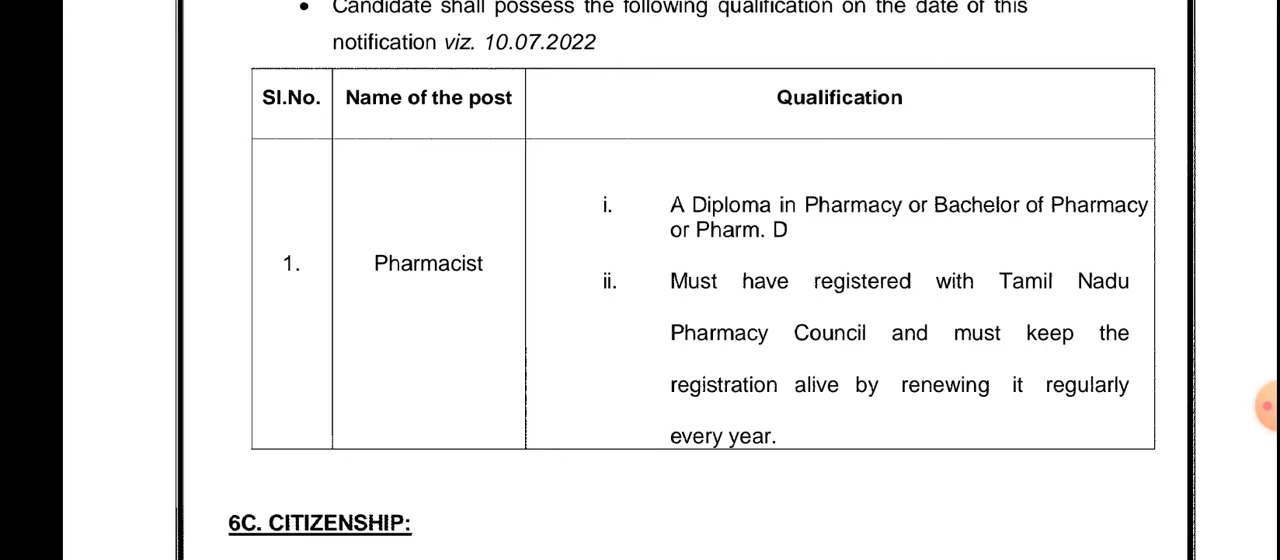 • Candidate shall possess the following qualification on the date of this
notification viz. 10.07.2022
Sl.No. Name of the post Qualification
1. Pharmacist
i. A Diploma in Pharmacy or Bachelor of Pharmacy
or Pharm. D
ii. Must have registered with Tamil Nadu
Pharmacy Council and must keep the
registration alive by renewing it regularly
every year.
6C. CITIZENSHIP: